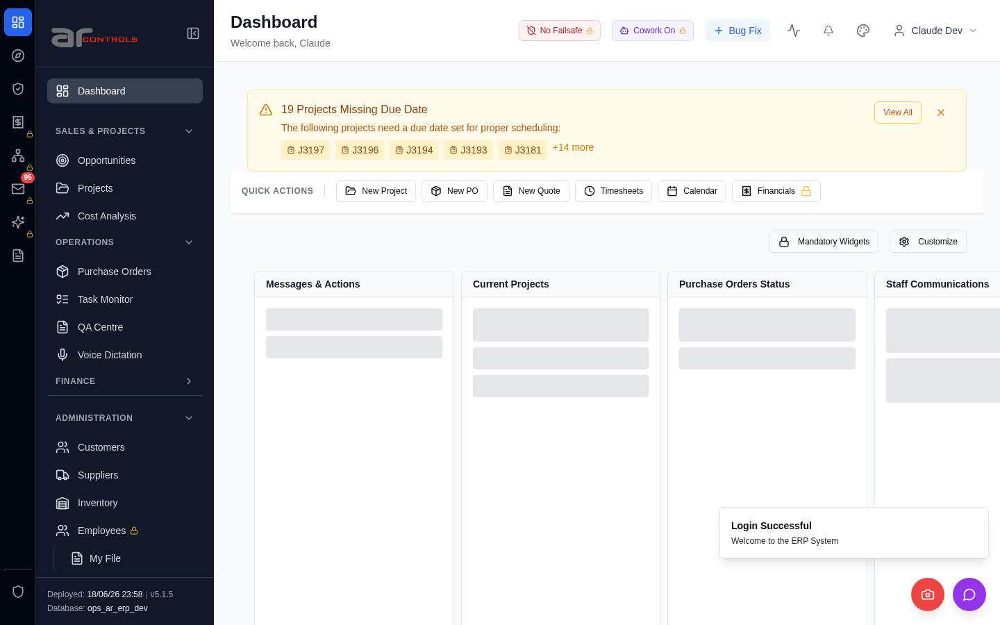 ar CONTROLS
Dashboard
SALES & PROJECTS
Opportunities
Projects
Cost Analysis
OPERATIONS
Purchase Orders
Task Monitor
QA Centre
Voice Dictation
FINANCE
ADMINISTRATION
Customers
Suppliers
Inventory
Employees
My File
Deployed: 18/06/26 23:58 | v5.1.5
Database: ops_ar_erp_dev
95
Dashboard
Welcome back, Claude
No Failsafe
Cowork On
Bug Fix
Claude Dev
19 Projects Missing Due Date
The following projects need a due date set for proper scheduling:
J3197 J3196 J3194 J3193 J3181 +14 more
View All
QUICK ACTIONS
New Project
New PO
New Quote
Timesheets
Calendar
Financials
Mandatory Widgets
Customize
Messages & Actions
Current Projects
Purchase Orders Status
Staff Communications
Login Successful
Welcome to the ERP System